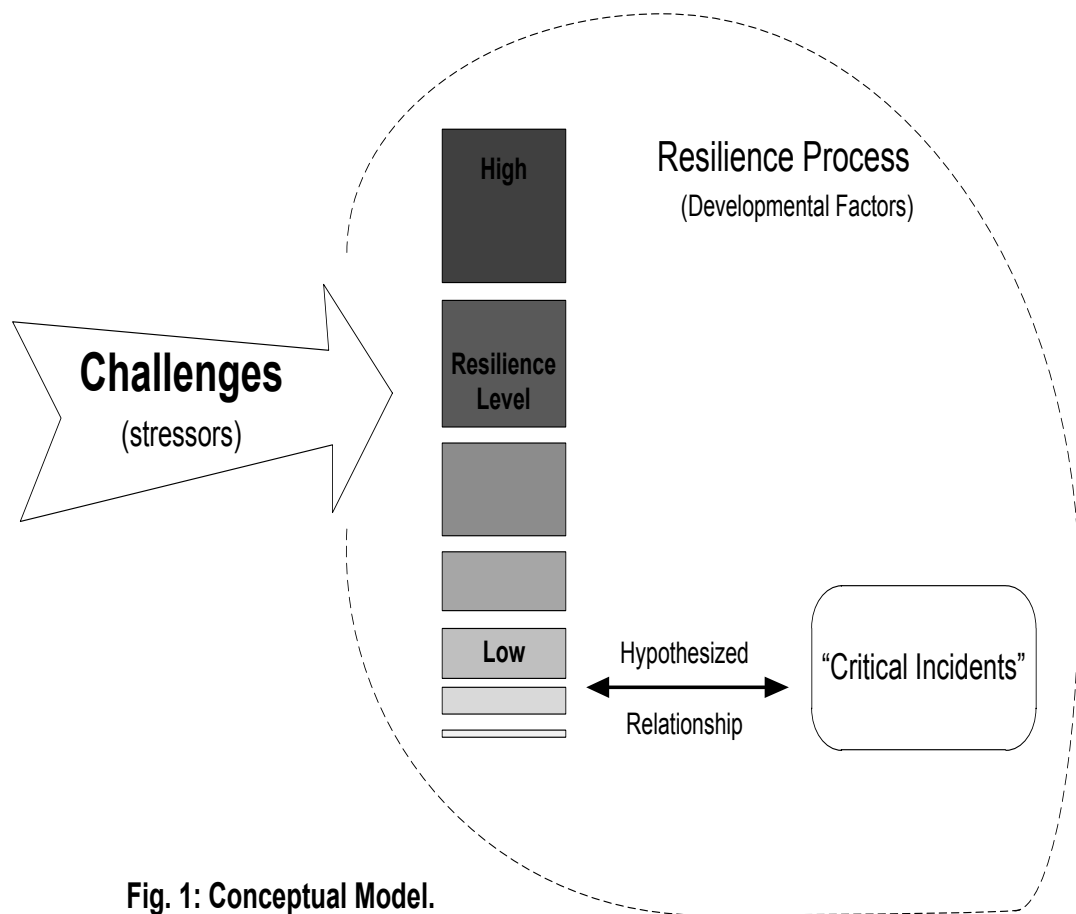 High
Resilience Process
(Developmental Factors)
Challenges
(stressors)
Resilience
Level
Low
Hypothesized
Relationship
“Critical Incidents”
Fig. 1: Conceptual Model.